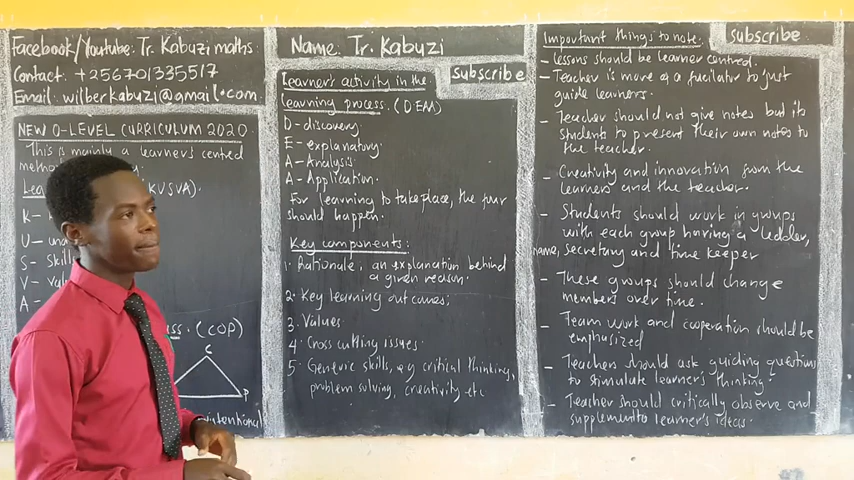 Facebook/Youtube: Tr. Kabuzi maths.
Contact: +256701335517
Email: wilberkabuzi@gmail.com
NEW O-LEVEL CURRICULUM 2020
This is mainly a learner's centred
KUSVA).
K-
U-
S- skills
V-
A-
(COP)
C
P
intentional
Name: Tr. Kabuzi
subscribe
Learner's activity in the
learning process. (DEAA)
D- discovery
E- explanatory
A- Analysis
A- Application.
For learning to take place, the four
should happen.
Key components:
1. Rationale, an explanation behind
a given reason.
2. Key learning outcomes;
3. Values
4. Cross cutting issues.
5. Generic skills, eg critical thinking,
problem solving, creativity etc
Important things to note.
subscribe
- Lessons should be learner centred.
- Teacher is more of a facilator to just
guide learners.
- Teacher should not give notes but its
students to present their own notes to
the teacher.
- Creativity and innovation from the
learners and the teacher.
- Students should work in groups
with each group having a leader,
name, secretary and time keeper
- These groups should change
members over time.
- Team work and cooperation should be
emphasized
- Teacher should ask guiding questions
to stimulate learner's thinking.
- Teacher should critically observe and
supplement to learner's ideas.